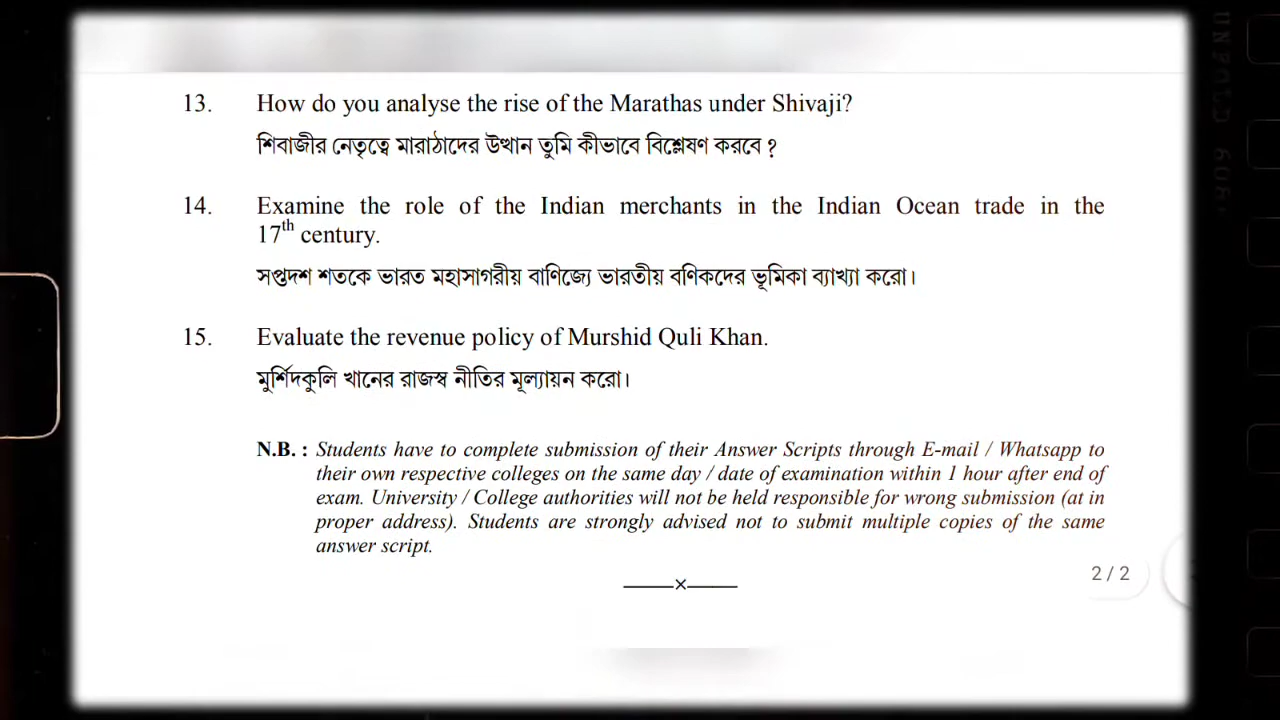 13. How do you analyse the rise of the Marathas under Shivaji?
শিবাজীর নেতৃত্বে মারাঠাদের উত্থান তুমি কীভাবে বিশ্লেষণ করবে ?
14. Examine the role of the Indian merchants in the Indian Ocean trade in the
17th century.
সপ্তদশ শতকে ভারত মহাসাগরীয় বাণিজ্যে ভারতীয় বণিকদের ভূমিকা ব্যাখ্যা করো।
15. Evaluate the revenue policy of Murshid Quli Khan.
মুর্শিদকুলি খানের রাজস্ব নীতির মূল্যায়ন করো।
N.B. : Students have to complete submission of their Answer Scripts through E-mail / Whatsapp to
their own respective colleges on the same day / date of examination within 1 hour after end of
exam. University / College authorities will not be held responsible for wrong submission (at in
proper address). Students are strongly advised not to submit multiple copies of the same
answer script.
———×———
2 / 2